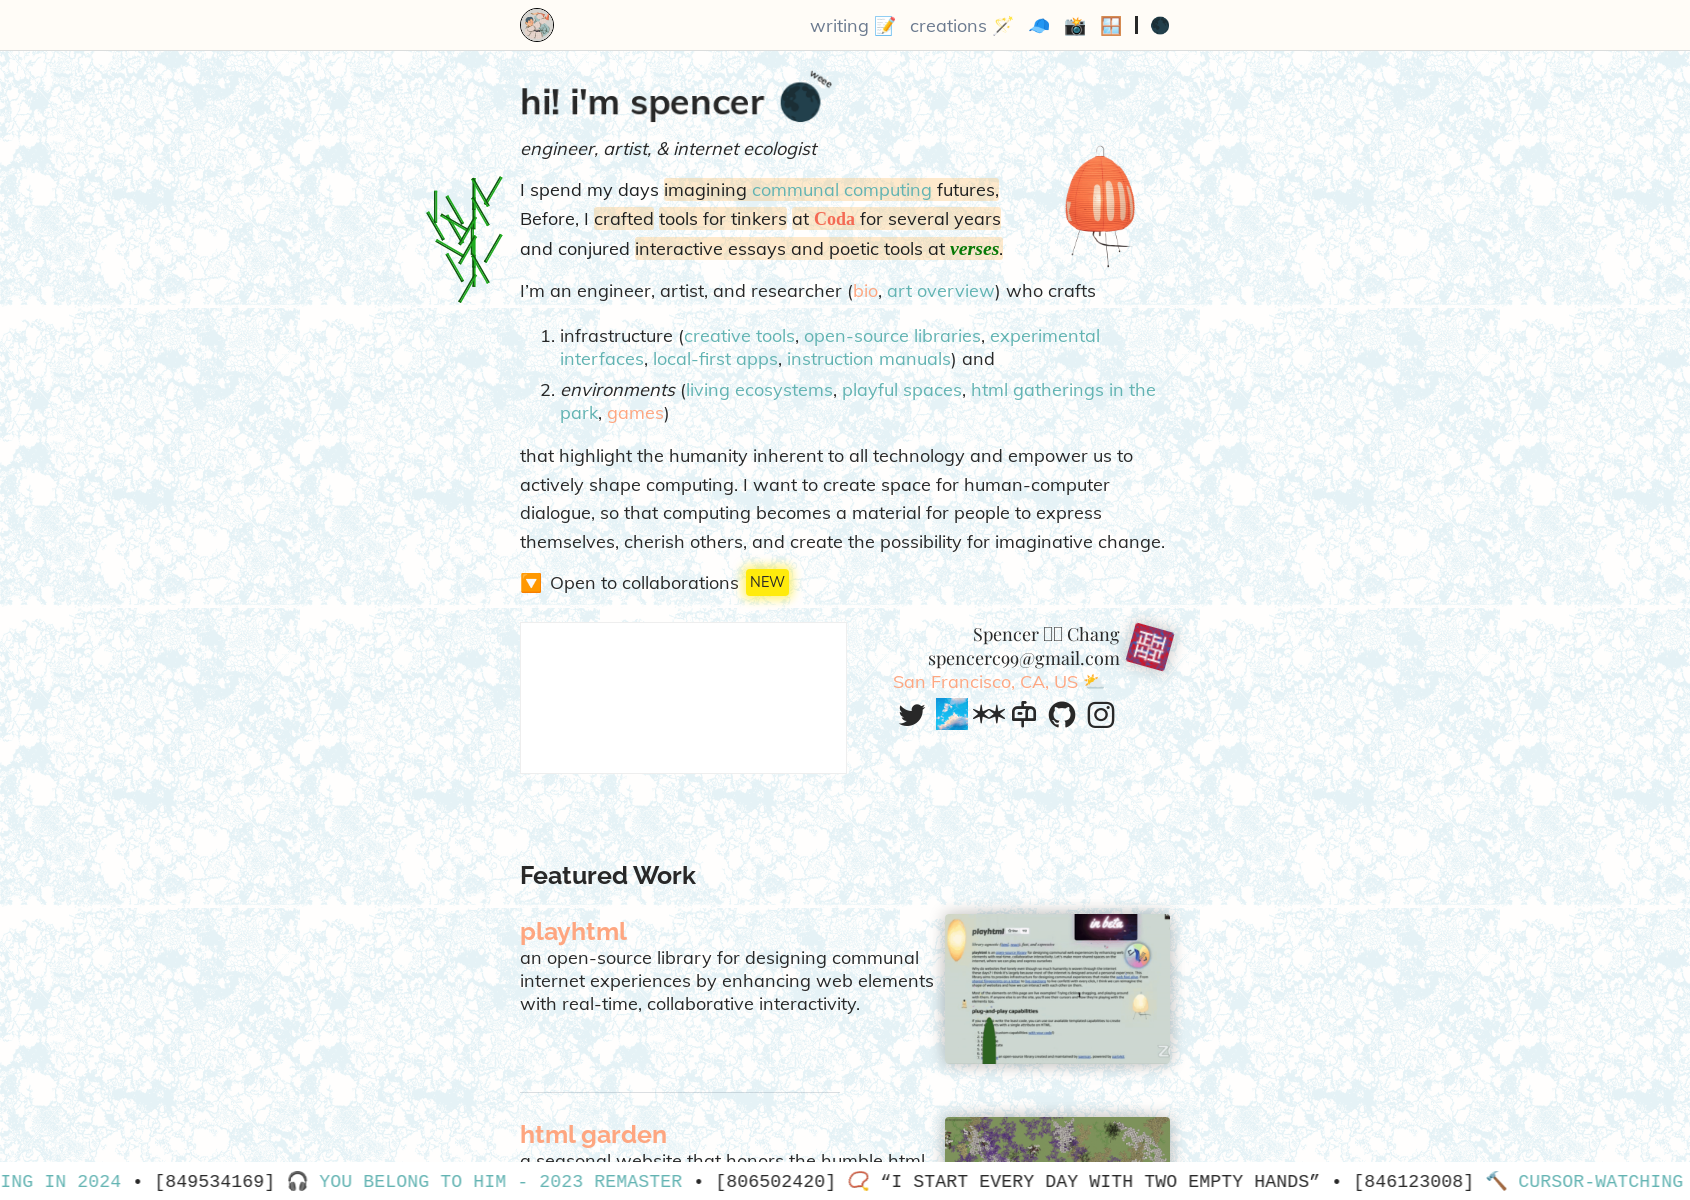 writing 📝 creations 🪄 🧢 📸 🪟 | 🌑
weee
hi! i'm spencer 🌑
engineer, artist, & internet ecologist
I spend my days imagining communal computing futures,
Before, I crafted tools for tinkers at Coda for several years
and conjured interactive essays and poetic tools at verses.
I’m an engineer, artist, and researcher (bio, art overview) who crafts
1. infrastructure (creative tools, open-source libraries, experimental
interfaces, local-first apps, instruction manuals) and
2. environments (living ecosystems, playful spaces, html gatherings in the
park, games)
that highlight the humanity inherent to all technology and empower us to
actively shape computing. I want to create space for human-computer
dialogue, so that computing becomes a material for people to express
themselves, cherish others, and create the possibility for imaginative change.
🔽 Open to collaborations NEW
Spencer Chang
spencerc99@gmail.com
San Francisco, CA, US ⛅
Featured Work
playhtml
an open-source library for designing communal
internet experiences by enhancing web elements
with real-time, collaborative interactivity.
in beta
playhtml
plug-and-play capabilities
html garden
a seasonal website that honors the humble html
ING IN 2024 • [849534169] 🎧 YOU BELONG TO HIM - 2023 REMASTER • [806502420] 📿 “I START EVERY DAY WITH TWO EMPTY HANDS” • [846123008] 🔨 CURSOR-WATCHING